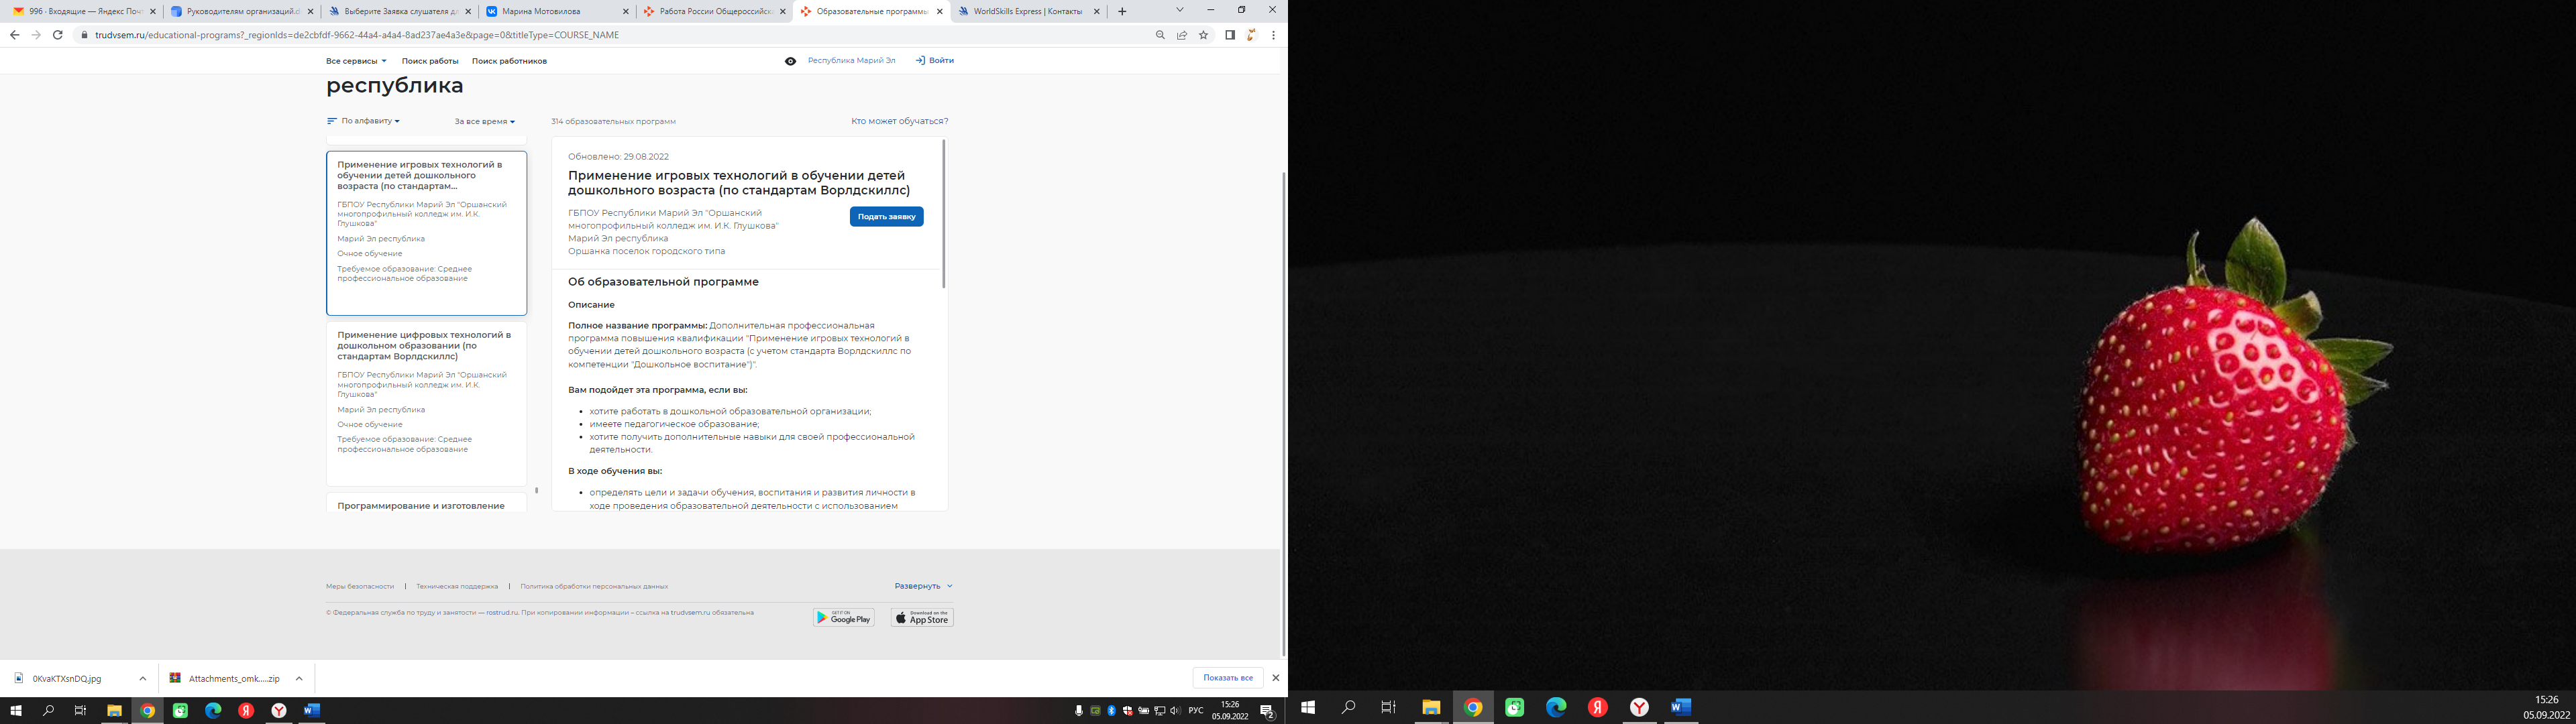 996 · Входящие — Яндекс Поч
Руководителям организаций.d
Выберите Заявка слушателя дл
Марина Мотовилова
Работа России Общероссийска
Образовательные программы
WorldSkills Express | Контакты
trudvsem.ru/educational-programs?_regionIds=de2cbfdf-9662-44a4-a4a4-8ad237ae4a3e&page=0&titleType=COURSE_NAME
Все сервисы Поиск работы Поиск работников Республика Марий Эл Войти
республика
По алфавиту За все время 314 образовательных программ Кто может обучаться?
Применение игровых технологий в
обучении детей дошкольного
возраста (по стандартам...
ГБПОУ Республики Марий Эл "Оршанский
многопрофильный колледж им. И.К.
Глушкова"
Марий Эл республика
Очное обучение
Требуемое образование: Среднее
профессиональное образование
Применение цифровых технологий в
дошкольном образовании (по
стандартам Ворлдскиллс)
ГБПОУ Республики Марий Эл "Оршанский
многопрофильный колледж им. И.К.
Глушкова"
Марий Эл республика
Очное обучение
Требуемое образование: Среднее
профессиональное образование
Программирование и изготовление
Обновлено: 29.08.2022
Применение игровых технологий в обучении детей
дошкольного возраста (по стандартам Ворлдскиллс)
ГБПОУ Республики Марий Эл "Оршанский
многопрофильный колледж им. И.К. Глушкова"
Марий Эл республика
Оршанка поселок городского типа
Подать заявку
Об образовательной программе
Описание
Полное название программы: Дополнительная профессиональная
программа повышения квалификации "Применение игровых технологий в
обучении детей дошкольного возраста (с учетом стандарта Ворлдскиллс по
компетенции "Дошкольное воспитание")".
Вам подойдет эта программа, если вы:
• хотите работать в дошкольной образовательной организации;
• имеете педагогическое образование;
• хотите получить дополнительные навыки для своей профессиональной
деятельности.
В ходе обучения вы:
• определять цели и задачи обучения, воспитания и развития личности в
ходе проведения образовательной деятельности с использованием
Меры безопасности | Техническая поддержка | Политика обработки персональных данных Развернуть
© Федеральная служба по труду и занятости — rostrud.ru. При копировании информации – ссылка на trudvsem.ru обязательна
GET IT ON
Google Play
Download on the
App Store
0KvaKTXsnDQ.jpg
Attachments_omk.....zip
Показать все
РУС
15:26
05.09.2022
2
15:26
05.09.2022